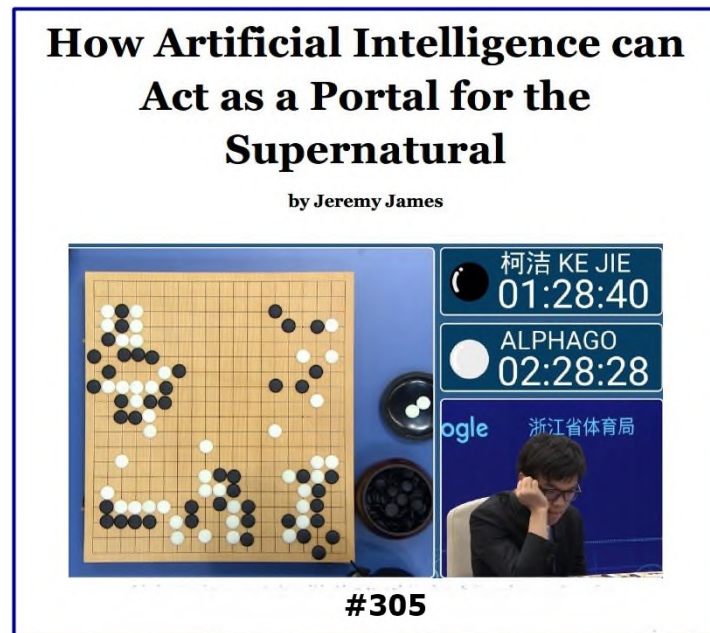 How Artificial Intelligence can
Act as a Portal for the
Supernatural
by Jeremy James
柯洁 KE JIE
01:28:40
ALPHAGO
02:28:28
ogle
浙江省体育局
#305